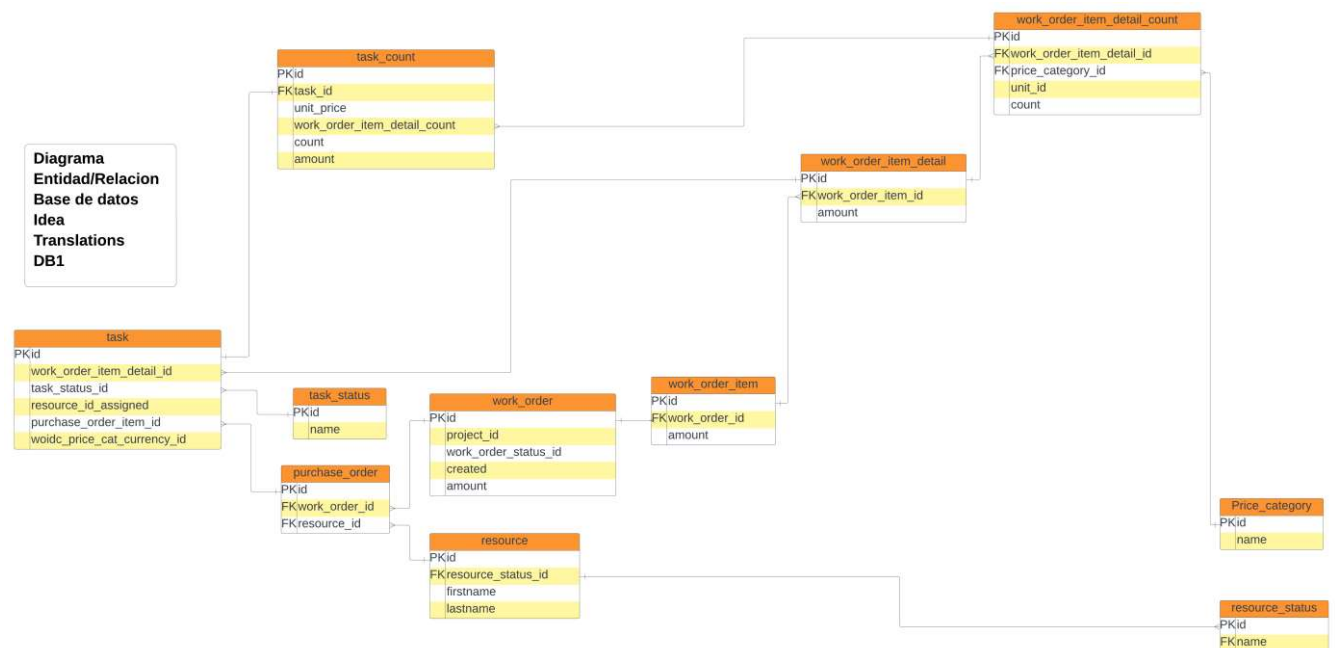 work_order_item_detail_count
PK id
FK work_order_item_detail_id
FK price_category_id
unit_id
count
task_count
PK id
FK task_id
unit_price
work_order_item_detail_count
count
amount
Diagrama
Entidad/Relacion
Base de datos
Idea
Translations
DB1
work_order_item_detail
PK id
FK work_order_item_id
amount
task
PK id
work_order_item_detail_id
task_status_id
resource_id_assigned
purchase_order_item_id
woidc_price_cat_currency_id
task_status
PK id
name
work_order
PK id
project_id
work_order_status_id
created
amount
work_order_item
PK id
FK work_order_id
amount
purchase_order
PK id
FK work_order_id
FK resource_id
resource
PK id
FK resource_status_id
firstname
lastname
Price_category
PK id
name
resource_status
PK id
FK name